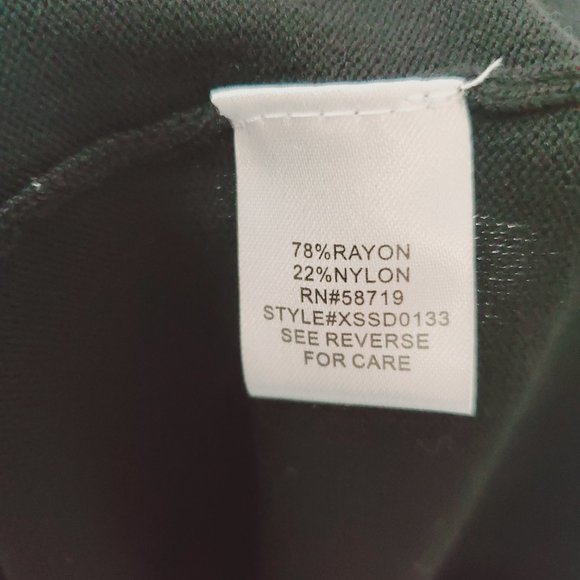 78%RAYON
22%NYLON
RN#58719
STYLE#XSSD0133
SEE REVERSE
FOR CARE